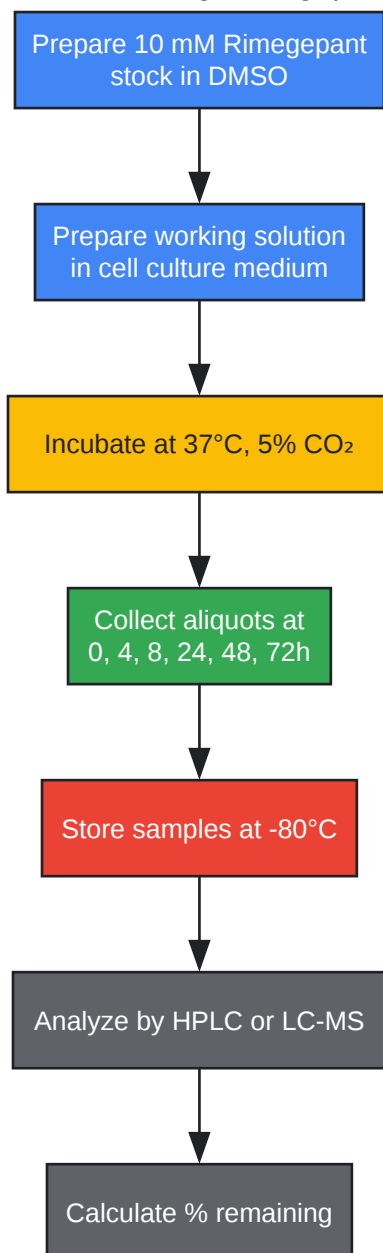 Prepare 10 mM Rimegepant
stock in DMSO
Prepare working solution
in cell culture medium
Incubate at 37°C, 5% CO₂
Collect aliquots at
0, 4, 8, 24, 48, 72h
Store samples at -80°C
Analyze by HPLC or LC-MS
Calculate % remaining